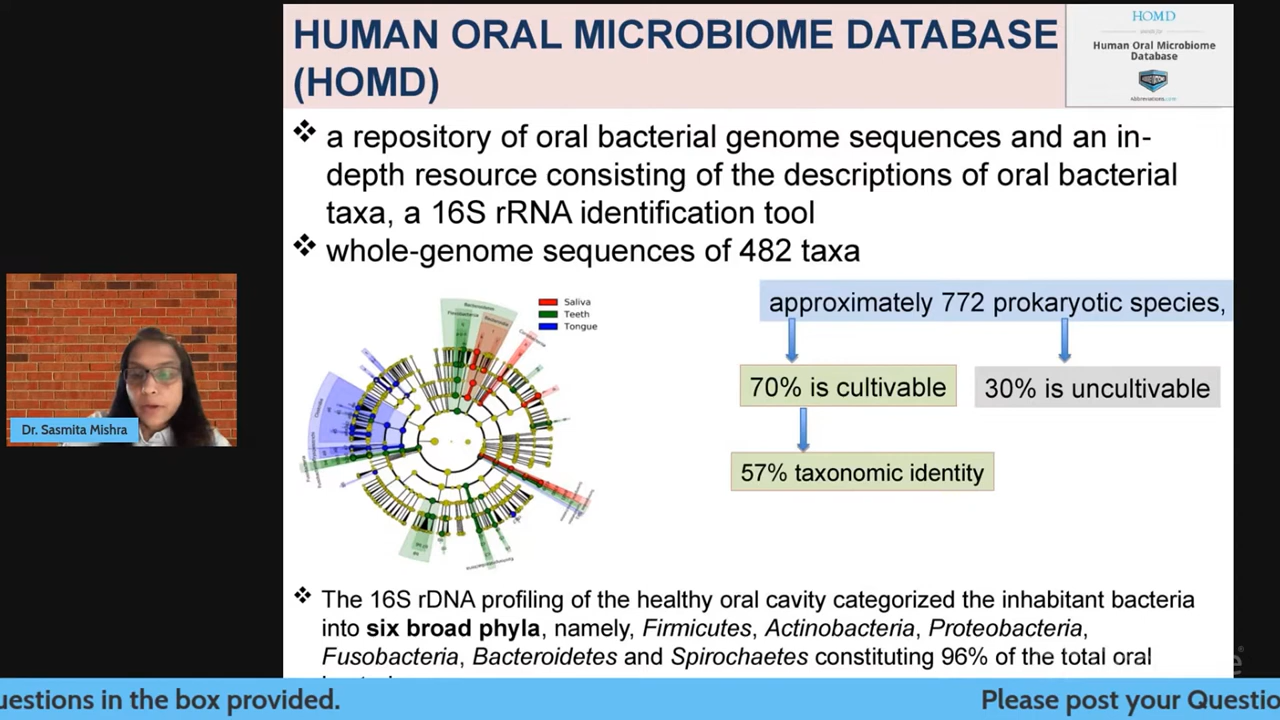 HUMAN ORAL MICROBIOME DATABASE
(HOMD)
HOMD
Human Oral Microbiome
Database
Abbreviations.com
a repository of oral bacterial genome sequences and an in-
depth resource consisting of the descriptions of oral bacterial
taxa, a 16S rRNA identification tool
whole-genome sequences of 482 taxa
Saliva
Teeth
Tongue
approximately 772 prokaryotic species,
70% is cultivable
30% is uncultivable
57% taxonomic identity
Dr. Sasmita Mishra
The 16S rDNA profiling of the healthy oral cavity categorized the inhabitant bacteria
into six broad phyla, namely, Firmicutes, Actinobacteria, Proteobacteria,
Fusobacteria, Bacteroidetes and Spirochaetes constituting 96% of the total oral
uestions in the box provided.
Please post your Questio